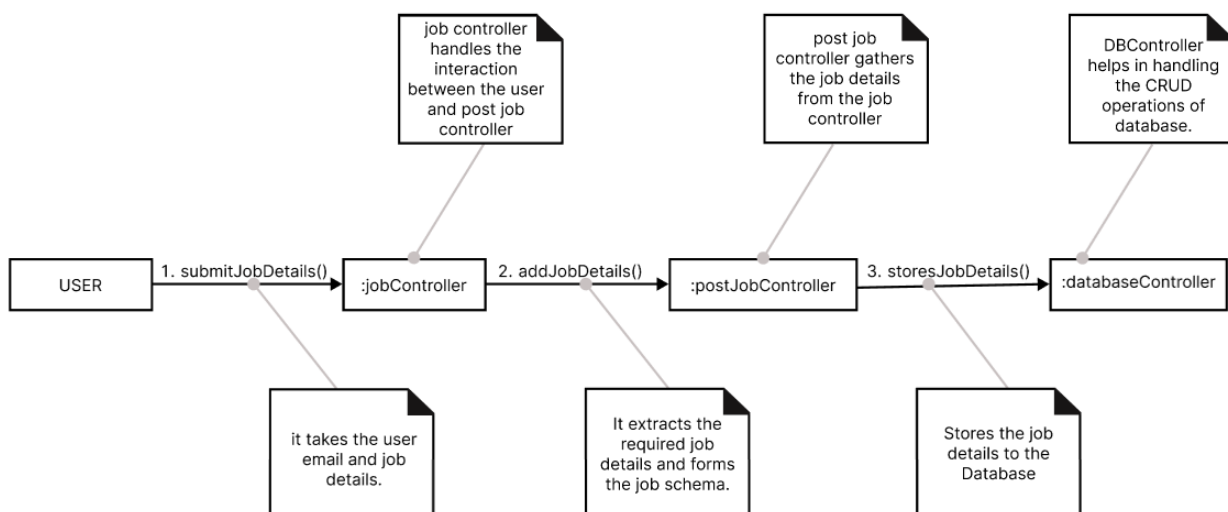 job controller
handles the
interaction
between the user
and post job
controller
post job
controller gathers
the job details
from the job
controller
DBController
helps in handling
the CRUD
operations of
database.
USER
1. submitJobDetails()
:jobController
2. addJobDetails()
:postJobController
3. storesJobDetails()
:databaseController
it takes the user
email and job
details.
It extracts the
required job
details and forms
the job schema.
Stores the job
details to the
Database